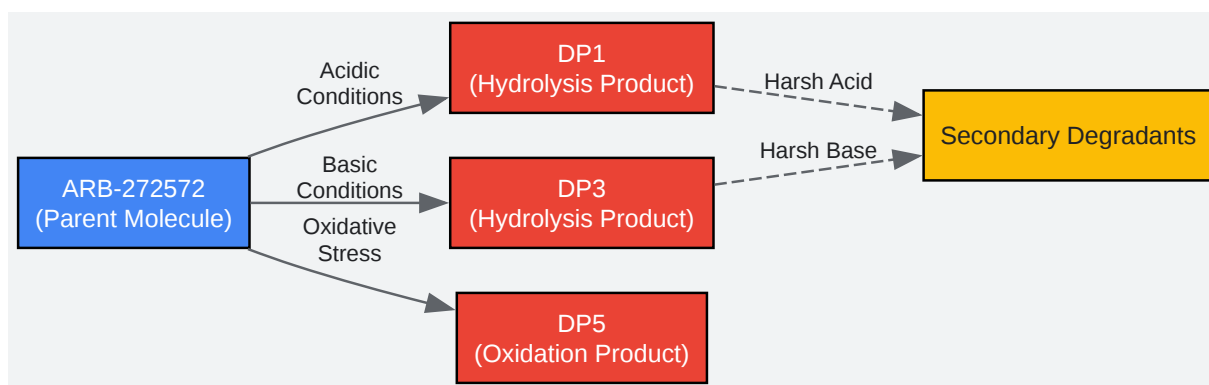 ARB-272572
(Parent Molecule)
Acidic
Conditions
Basic
Conditions
Oxidative
Stress
DP1
(Hydrolysis Product)
DP3
(Hydrolysis Product)
DP5
(Oxidation Product)
Harsh Acid
Harsh Base
Secondary Degradants